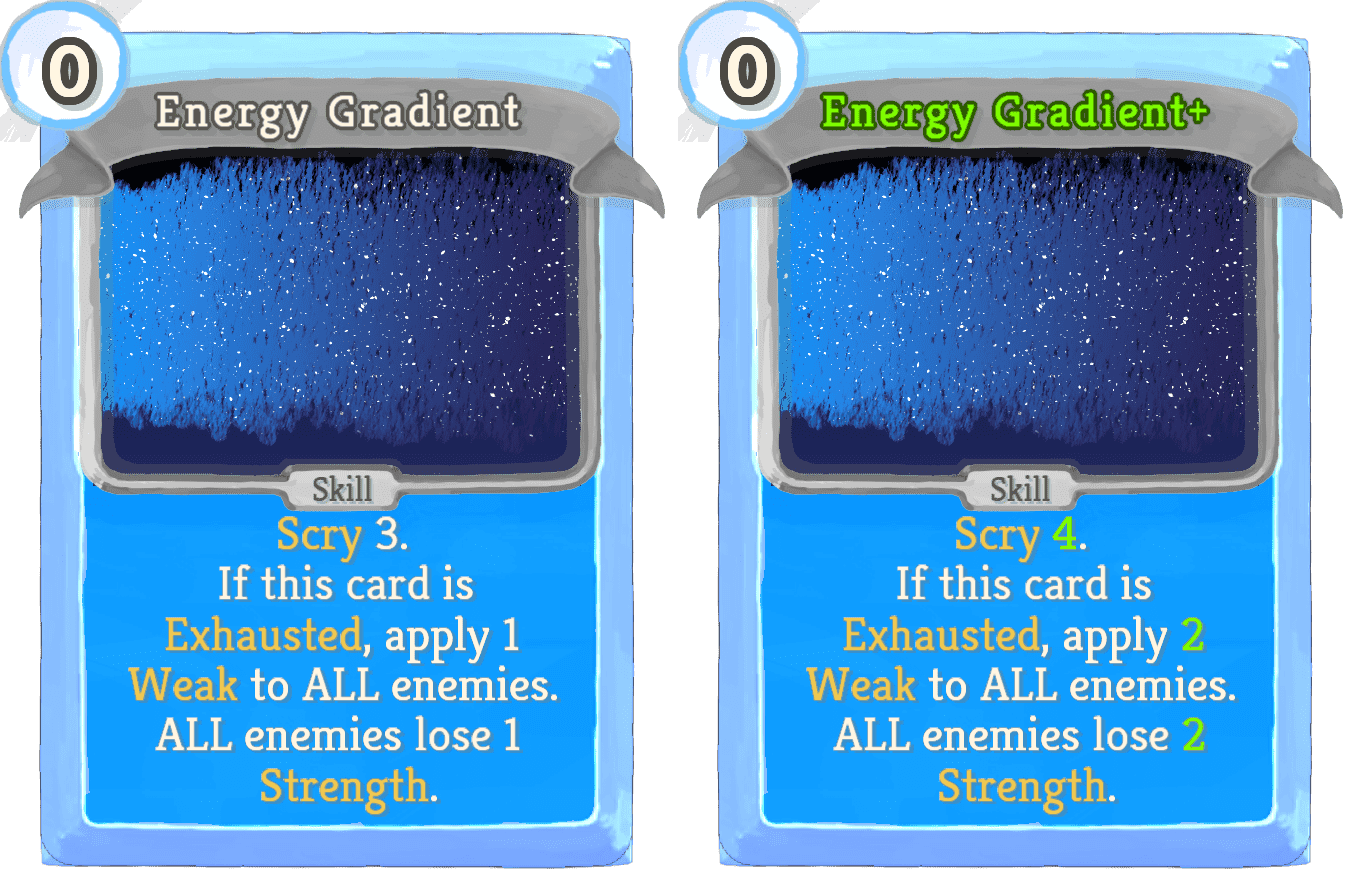 0
Energy Gradient
Skill
Scry 3.
If this card is
Exhausted, apply 1
Weak to ALL enemies.
ALL enemies lose 1
Strength.
0
Energy Gradient+
Skill
Scry 4.
If this card is
Exhausted, apply 2
Weak to ALL enemies.
ALL enemies lose 2
Strength.